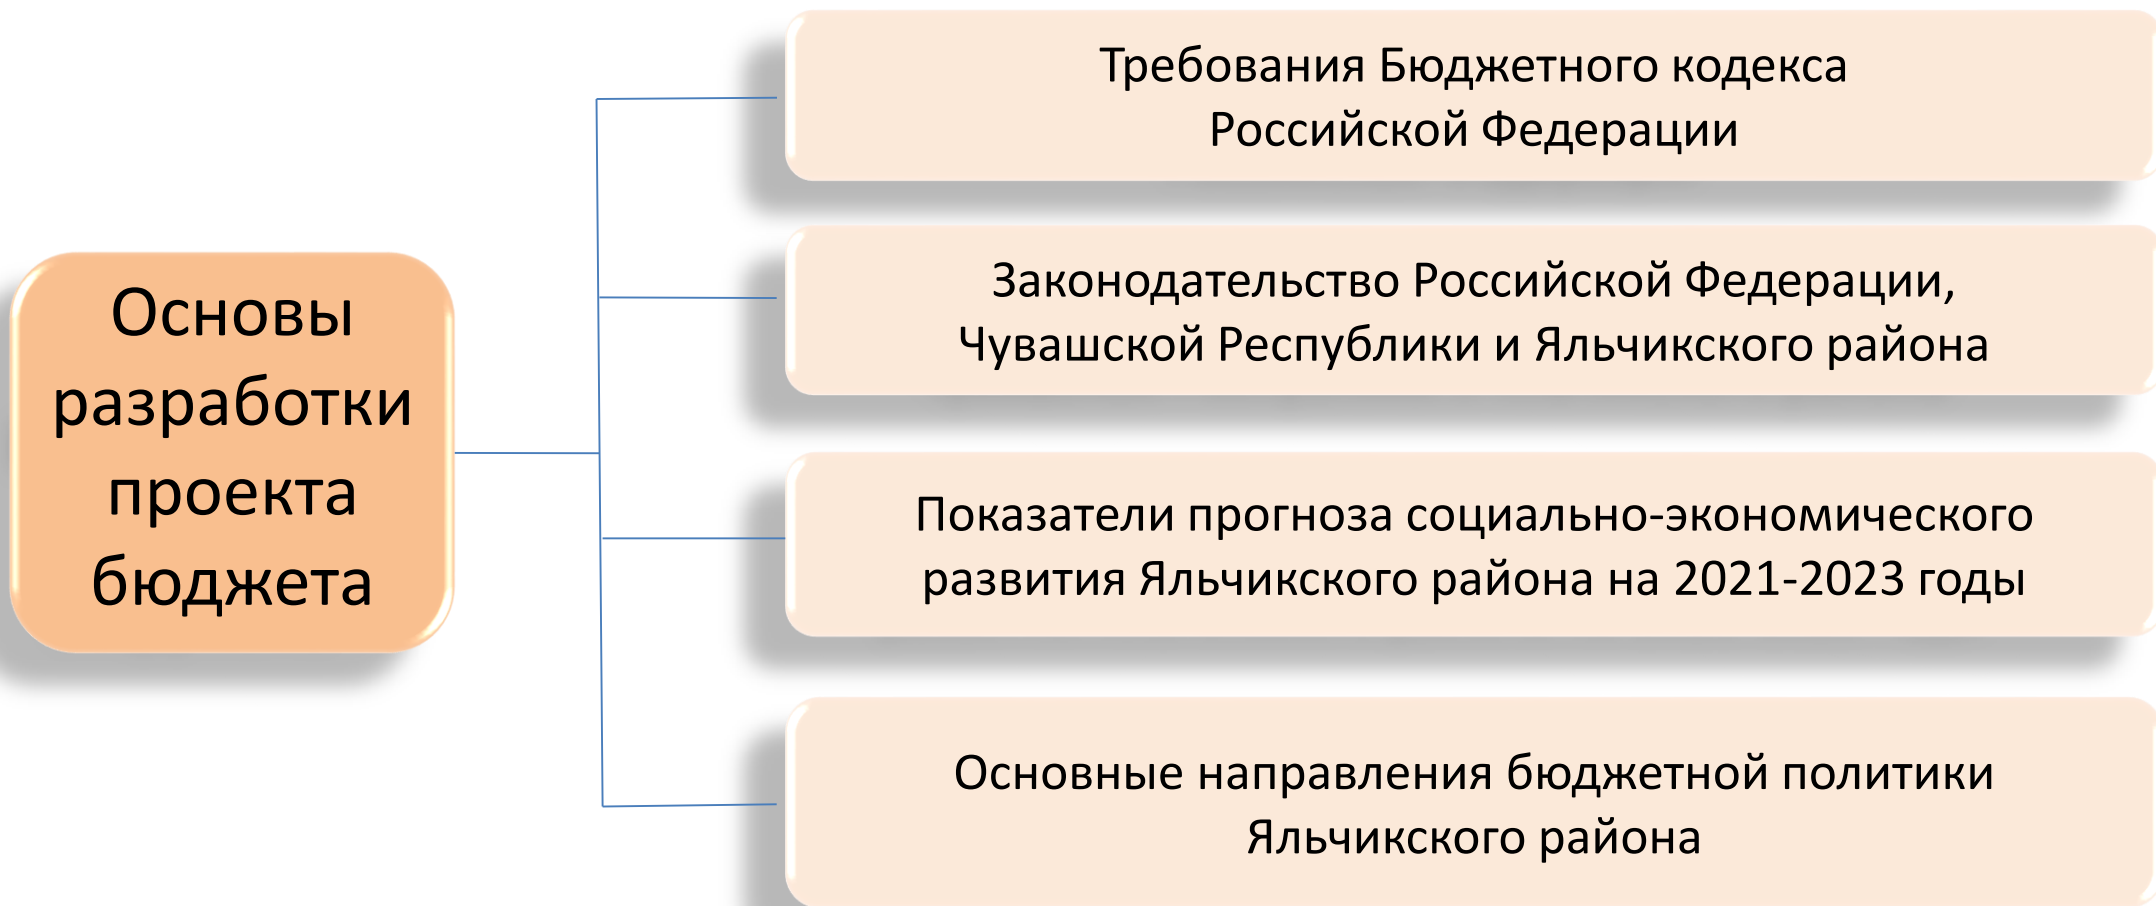 Основы
разработки
проекта
бюджета
Требования Бюджетного кодекса
Российской Федерации
Законодательство Российской Федерации,
Чувашской Республики и Яльчикского района
Показатели прогноза социально-экономического
развития Яльчикского района на 2021-2023 годы
Основные направления бюджетной политики
Яльчикского района